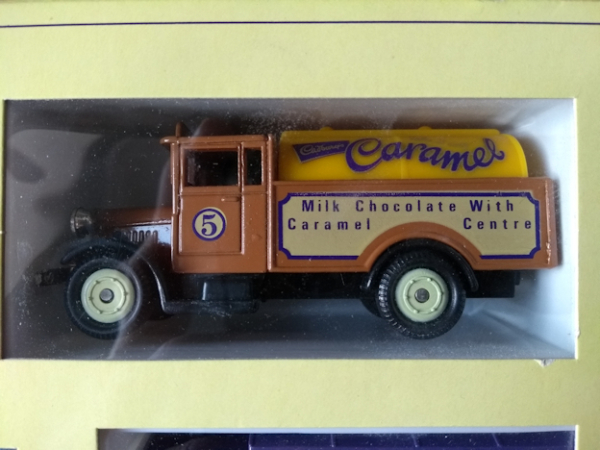 Cadbury's
Caramel
Milk Chocolate With
Caramel Centre
5